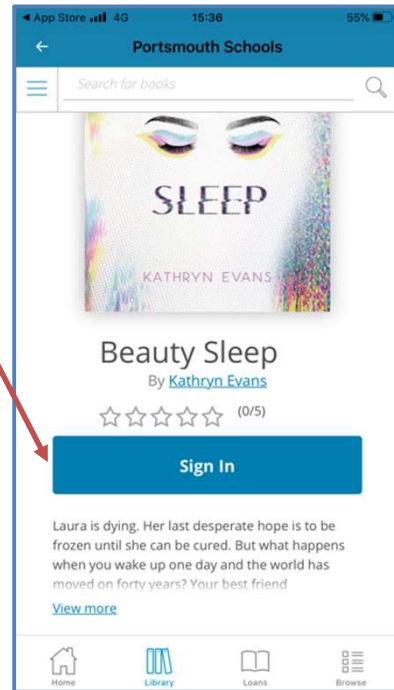 App Store 4G 15:36 55%
Portsmouth Schools
Search for books
SLEEP
KATHRYN EVANS
Beauty Sleep
By Kathryn Evans
(0/5)
Sign In
Laura is dying. Her last desperate hope is to be
frozen until she can be cured. But what happens
when you wake up one day and the world has
moved on forty years? Your best friend
View more
Home Library Loans Browse